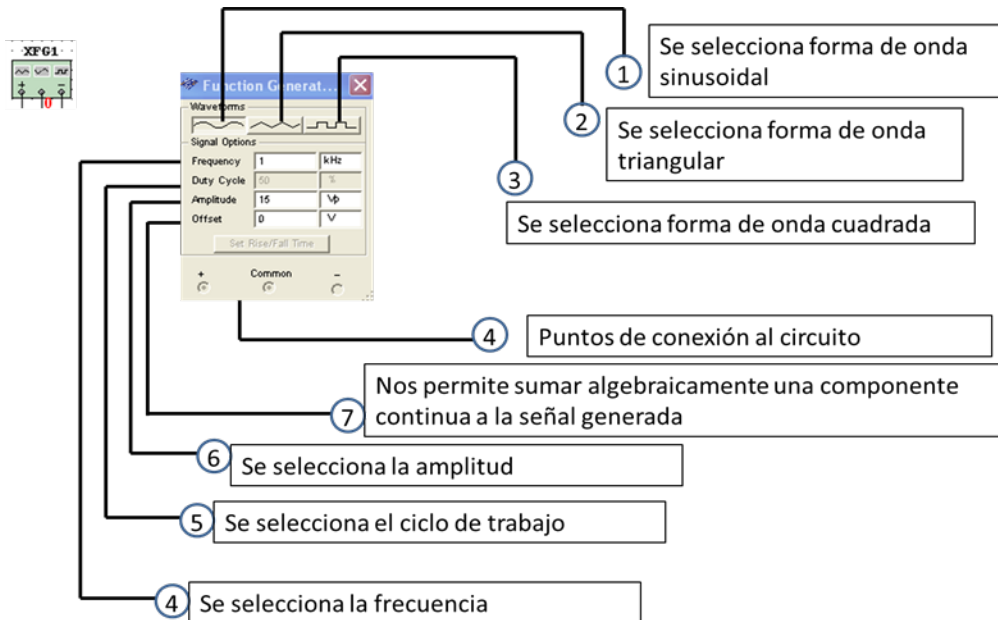 XFG1
Function Generat...
Waveforms
Signal Options
Frequency 1 kHz
Duty Cycle 50 %
Amplitude 15 Vp
Offset 0 V
Set Rise/Fall Time
+ Common -
1
Se selecciona forma de onda
sinusoidal
2
Se selecciona forma de onda
triangular
3
Se selecciona forma de onda cuadrada
4
Puntos de conexión al circuito
7
Nos permite sumar algebraicamente una componente
continua a la señal generada
6
Se selecciona la amplitud
5
Se selecciona el ciclo de trabajo
4
Se selecciona la frecuencia